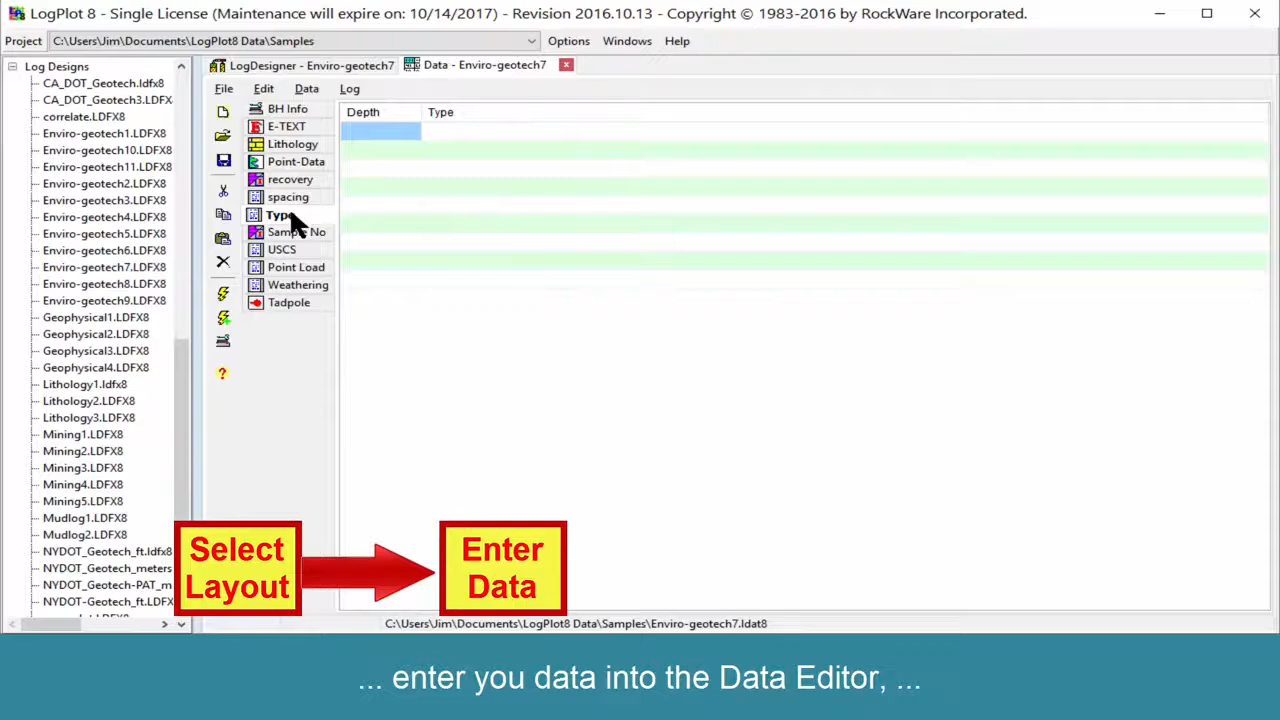 LogPlot 8 - Single License (Maintenance will expire on: 10/14/2017) - Revision 2016.10.13 - Copyright © 1983-2016 by RockWare Incorporated.
Project C:\Users\Jim\Documents\LogPlot8 Data\Samples Options Windows Help
Log Designs
CA_DOT_Geotech.ldfx8
CA_DOT_Geotech3.LDFX
correlate.LDFX8
Enviro-geotech1.LDFX8
Enviro-geotech10.LDFX8
Enviro-geotech11.LDFX8
Enviro-geotech2.LDFX8
Enviro-geotech3.LDFX8
Enviro-geotech4.LDFX8
Enviro-geotech5.LDFX8
Enviro-geotech6.LDFX8
Enviro-geotech7.LDFX8
Enviro-geotech8.LDFX8
Enviro-geotech9.LDFX8
Geophysical1.LDFX8
Geophysical2.LDFX8
Geophysical3.LDFX8
Geophysical4.LDFX8
Lithology1.ldfx8
Lithology2.LDFX8
Lithology3.LDFX8
Mining1.LDFX8
Mining2.LDFX8
Mining3.LDFX8
Mining4.LDFX8
Mining5.LDFX8
Mudlog1.LDFX8
Mudlog2.LDFX8
NYDOT_Geotech_ft.ldfx8
NYDOT_Geotech_meters
NYDOT_Geotech-PAT_m
NYDOT-Geotech_ft.LDFX
LogDesigner - Enviro-geotech7 Data - Enviro-geotech7
File Edit Data Log
BH Info
E-TEXT
Lithology
Point-Data
recovery
spacing
Type
Sample No
USCS
Point Load
Weathering
Tadpole
Depth Type
Select
Layout
Enter
Data
C:\Users\Jim\Documents\LogPlot8 Data\Samples\Enviro-geotech7.ldat8
... enter you data into the Data Editor, ...